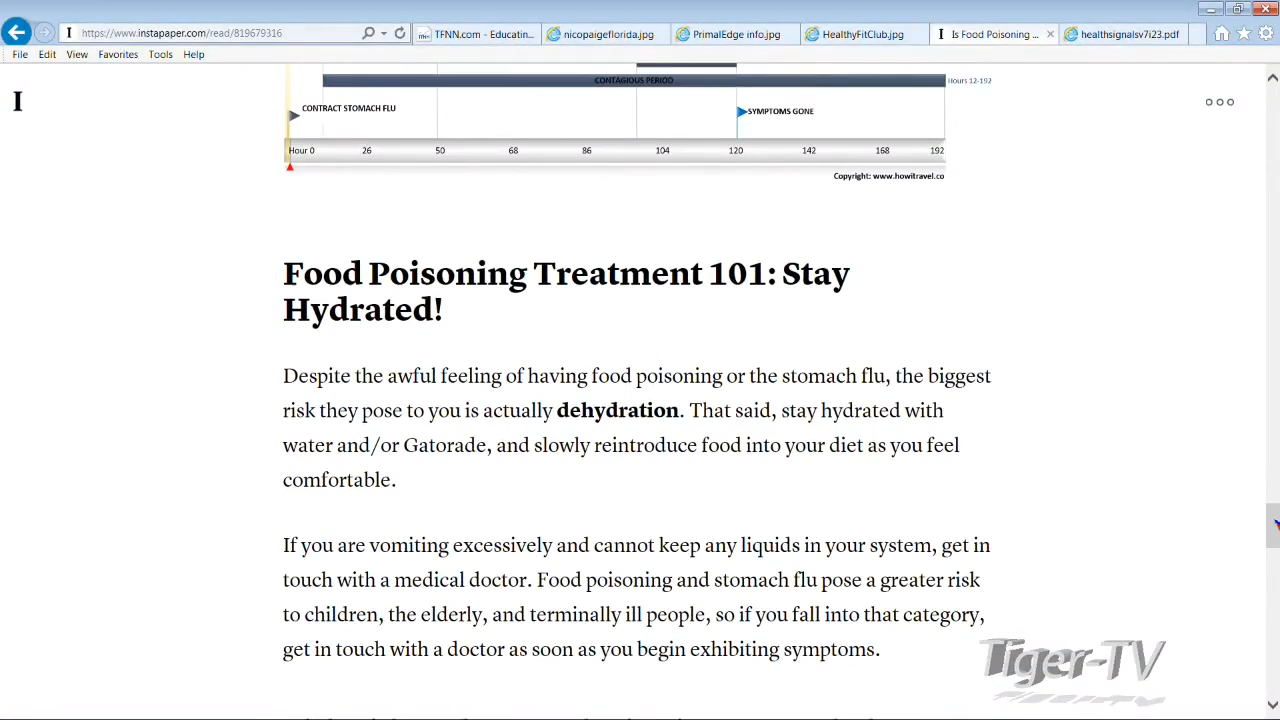 https://www.instapaper.com/read/819679316
TFNN.com - Educatin...
nicopaigeflorida.jpg
PrimalEdge info.jpg
HealthyFitClub.jpg
I Is Food Poisoning ...
healthsignalsv7i23.pdf
File Edit View Favorites Tools Help
I
CONTAGIOUS PERIOD
Hours 12-192
CONTRACT STOMACH FLU
SYMPTOMS GONE
Hour 0 26 50 68 86 104 120 142 168 192
Copyright: www.howitravel.co
Food Poisoning Treatment 101: Stay
Hydrated!
Despite the awful feeling of having food poisoning or the stomach flu, the biggest
risk they pose to you is actually dehydration. That said, stay hydrated with
water and/or Gatorade, and slowly reintroduce food into your diet as you feel
comfortable.
If you are vomiting excessively and cannot keep any liquids in your system, get in
touch with a medical doctor. Food poisoning and stomach flu pose a greater risk
to children, the elderly, and terminally ill people, so if you fall into that category,
get in touch with a doctor as soon as you begin exhibiting symptoms.
Tiger-TV